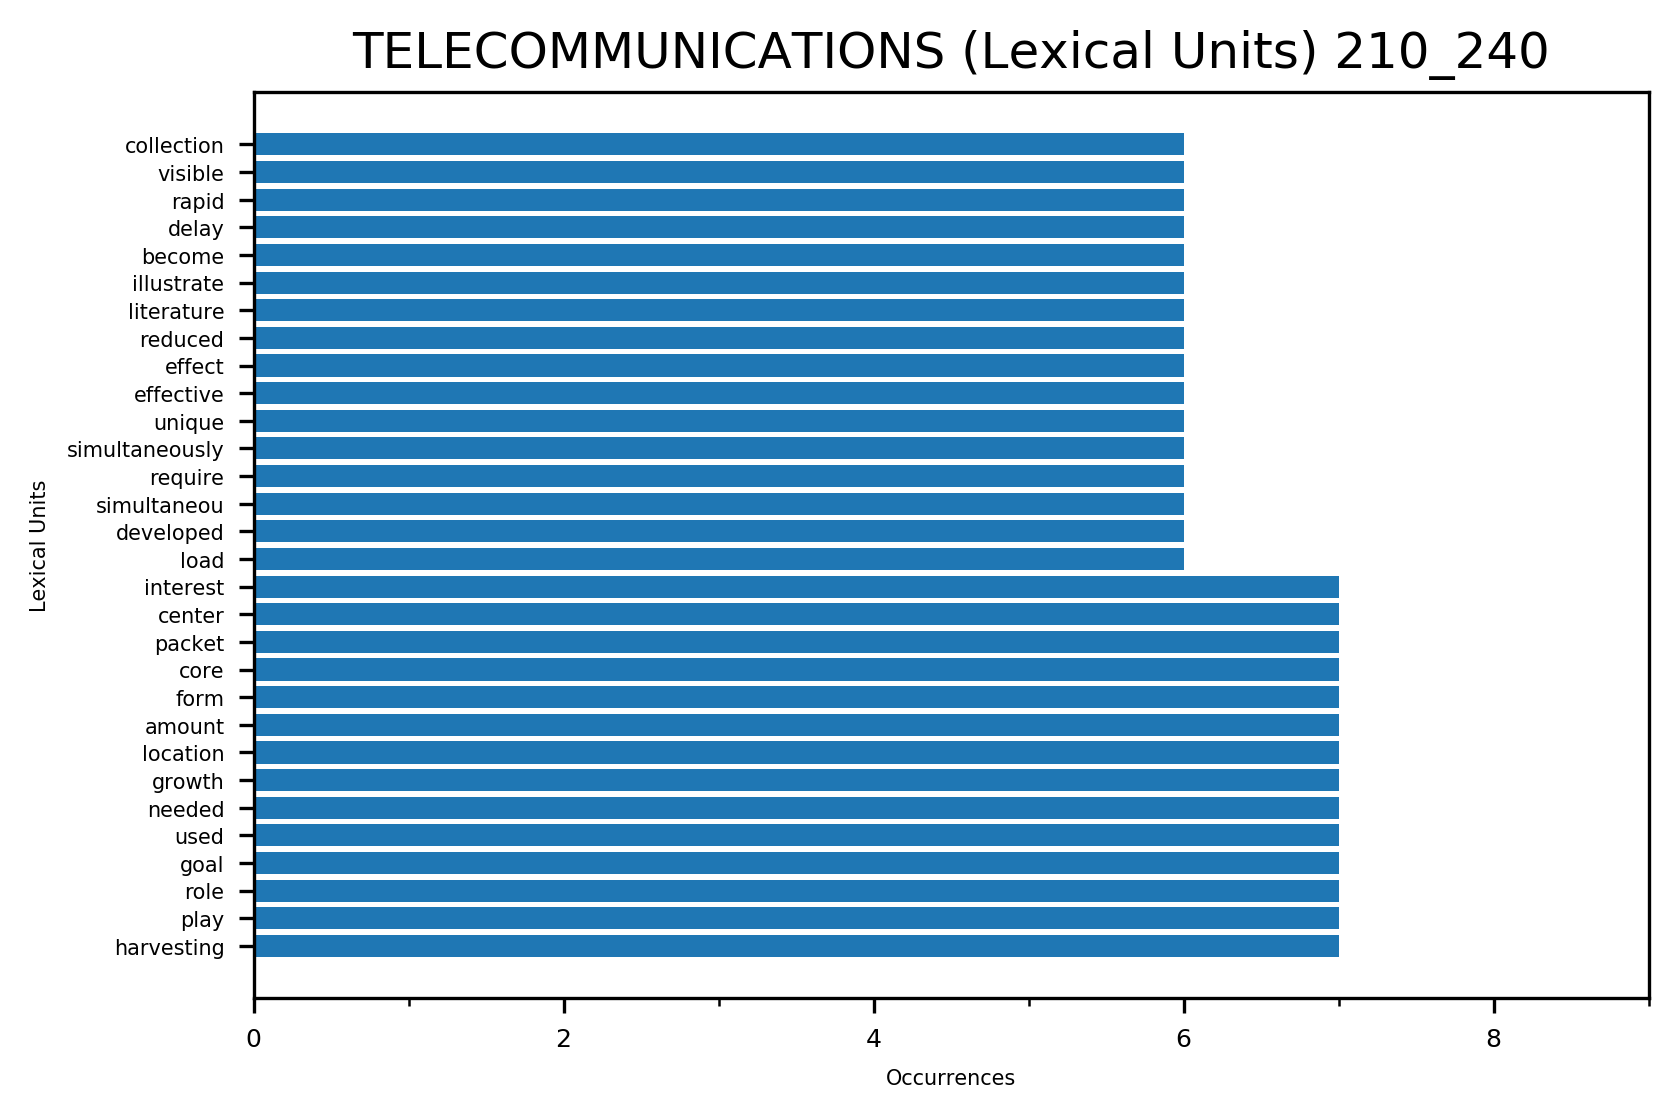 TELECOMMUNICATIONS (Lexical Units) 210_240
collection
visible
rapid
delay
become
illustrate
literature
reduced
effect
effective
unique
simultaneously
require
simultaneou
developed
load
interest
center
packet
core
form
amount
location
growth
needed
used
goal
role
play
harvesting
Lexical Units
0 2 4 6 8
Occurrences